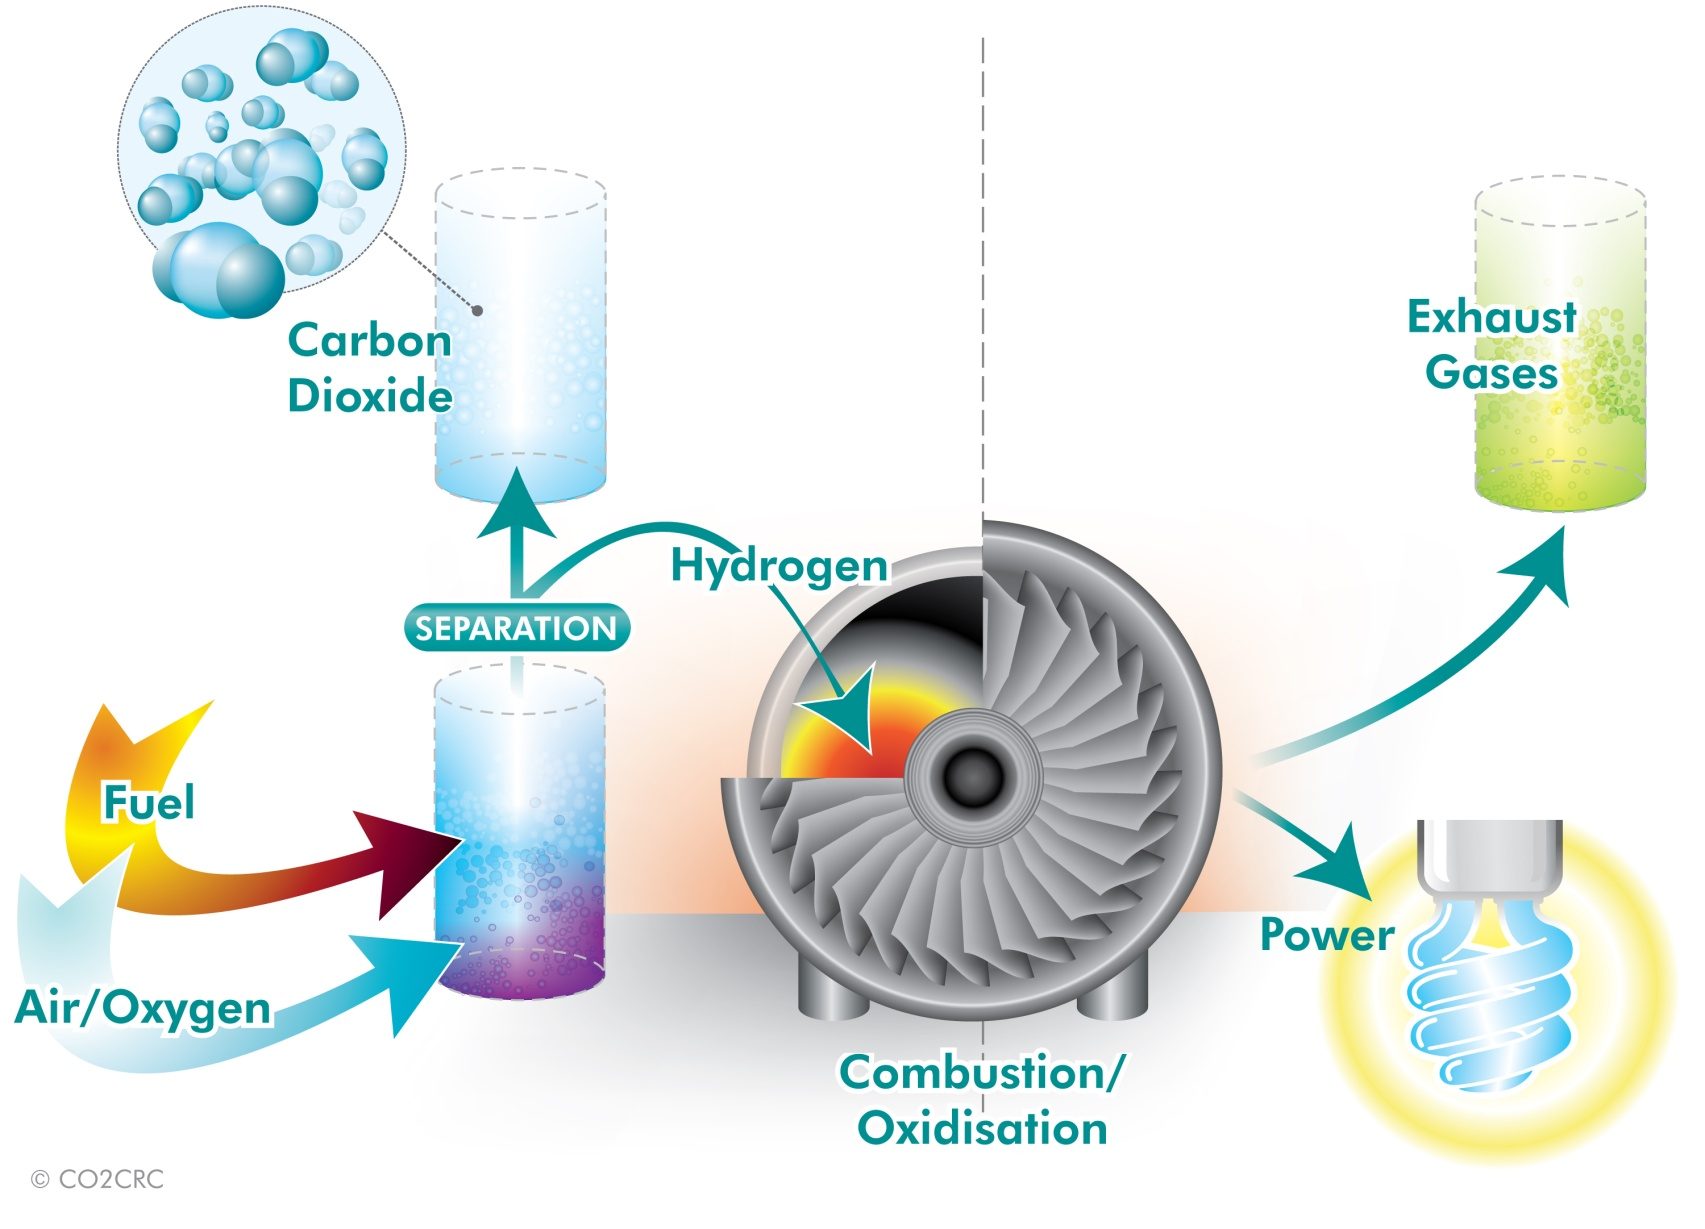 Carbon
Dioxide
Exhaust
Gases
Hydrogen
SEPARATION
Fuel
Air/Oxygen
Power
Combustion/
Oxidisation
© CO2CRC